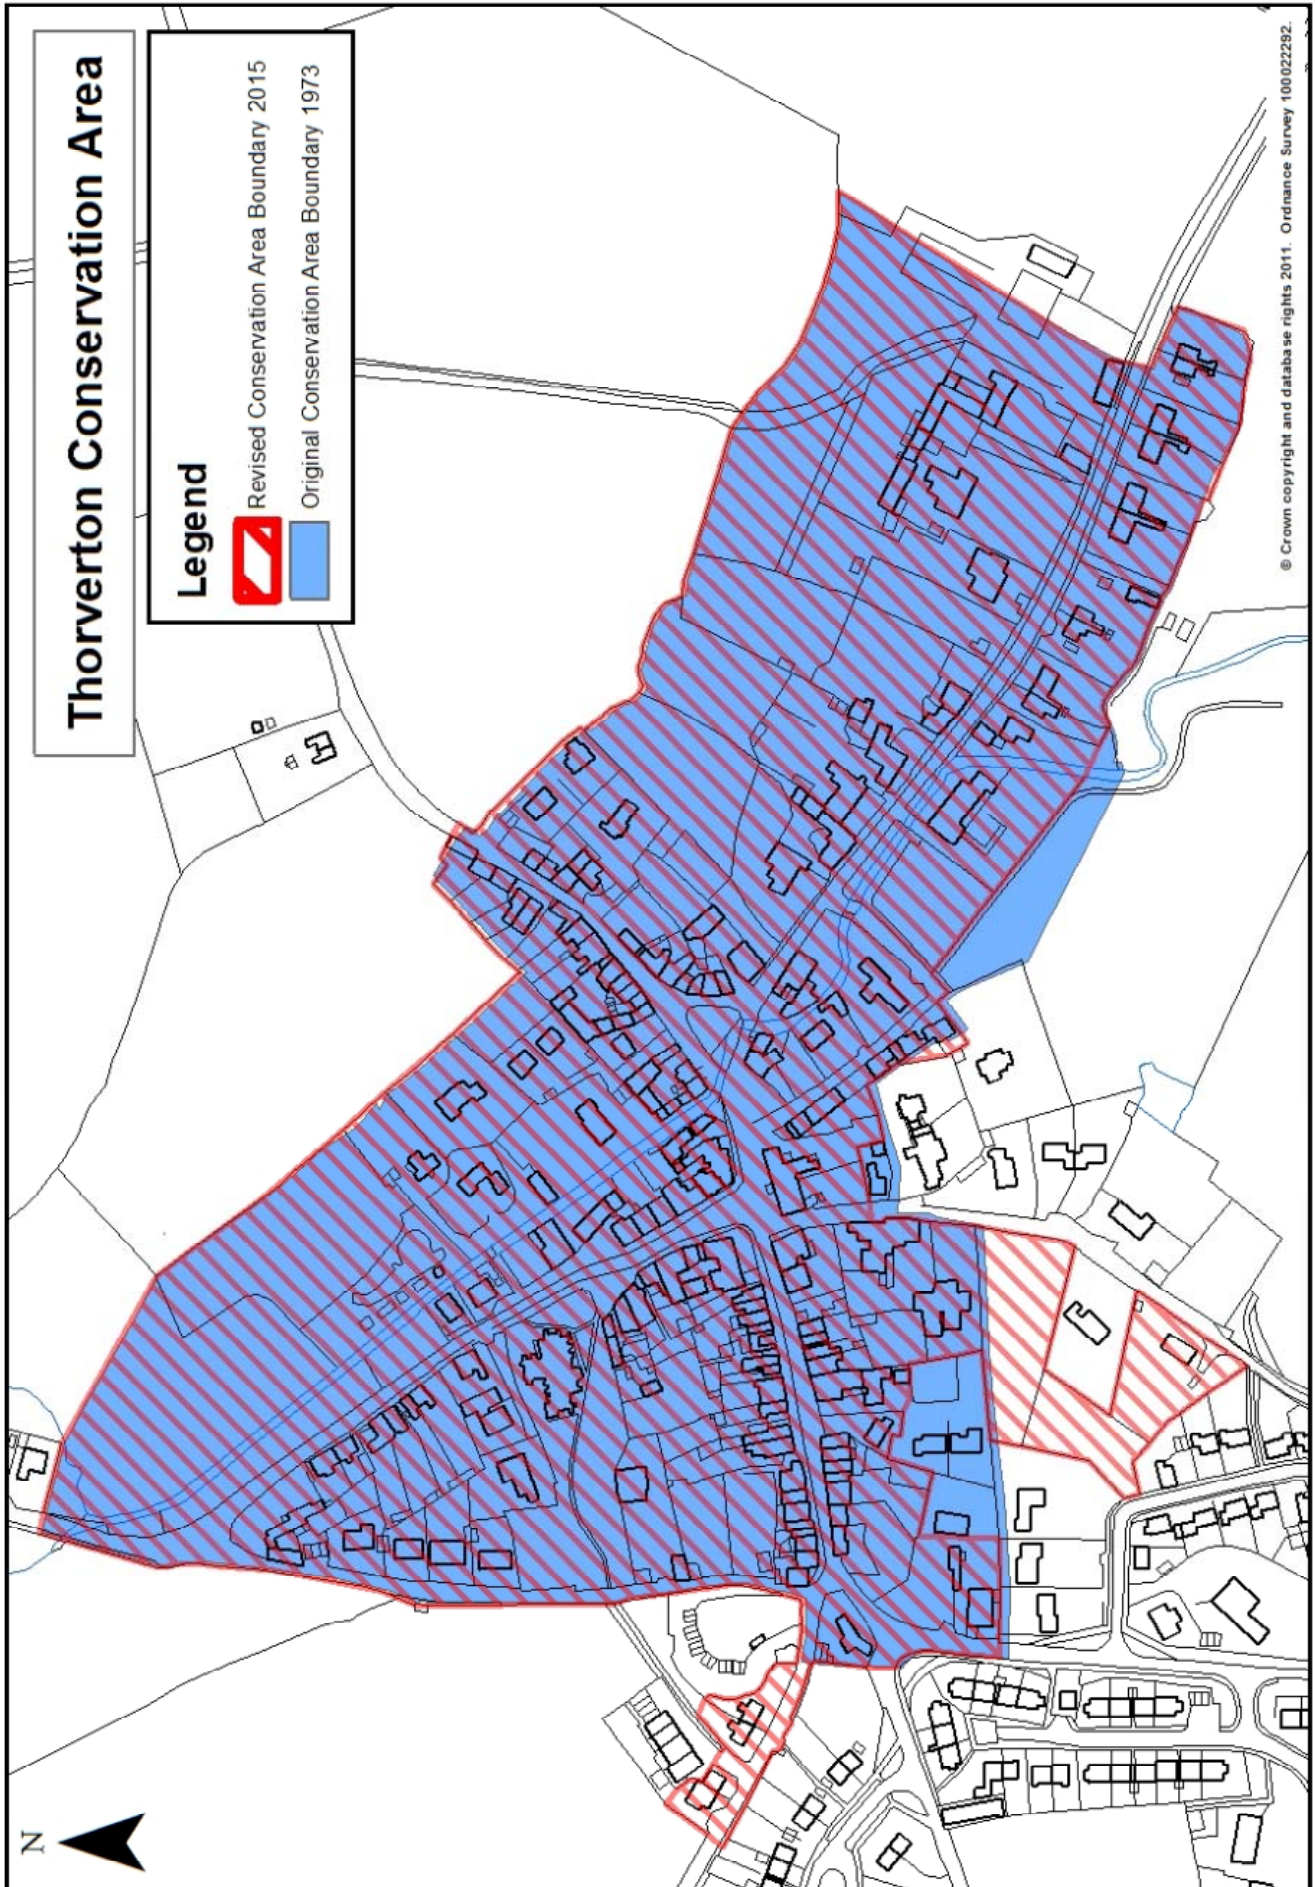 Thorverton Conservation Area
Legend
Revised Conservation Area Boundary 2015
Original Conservation Area Boundary 1973
N
© Crown copyright and database rights 2011. Ordnance Survey 100022292.